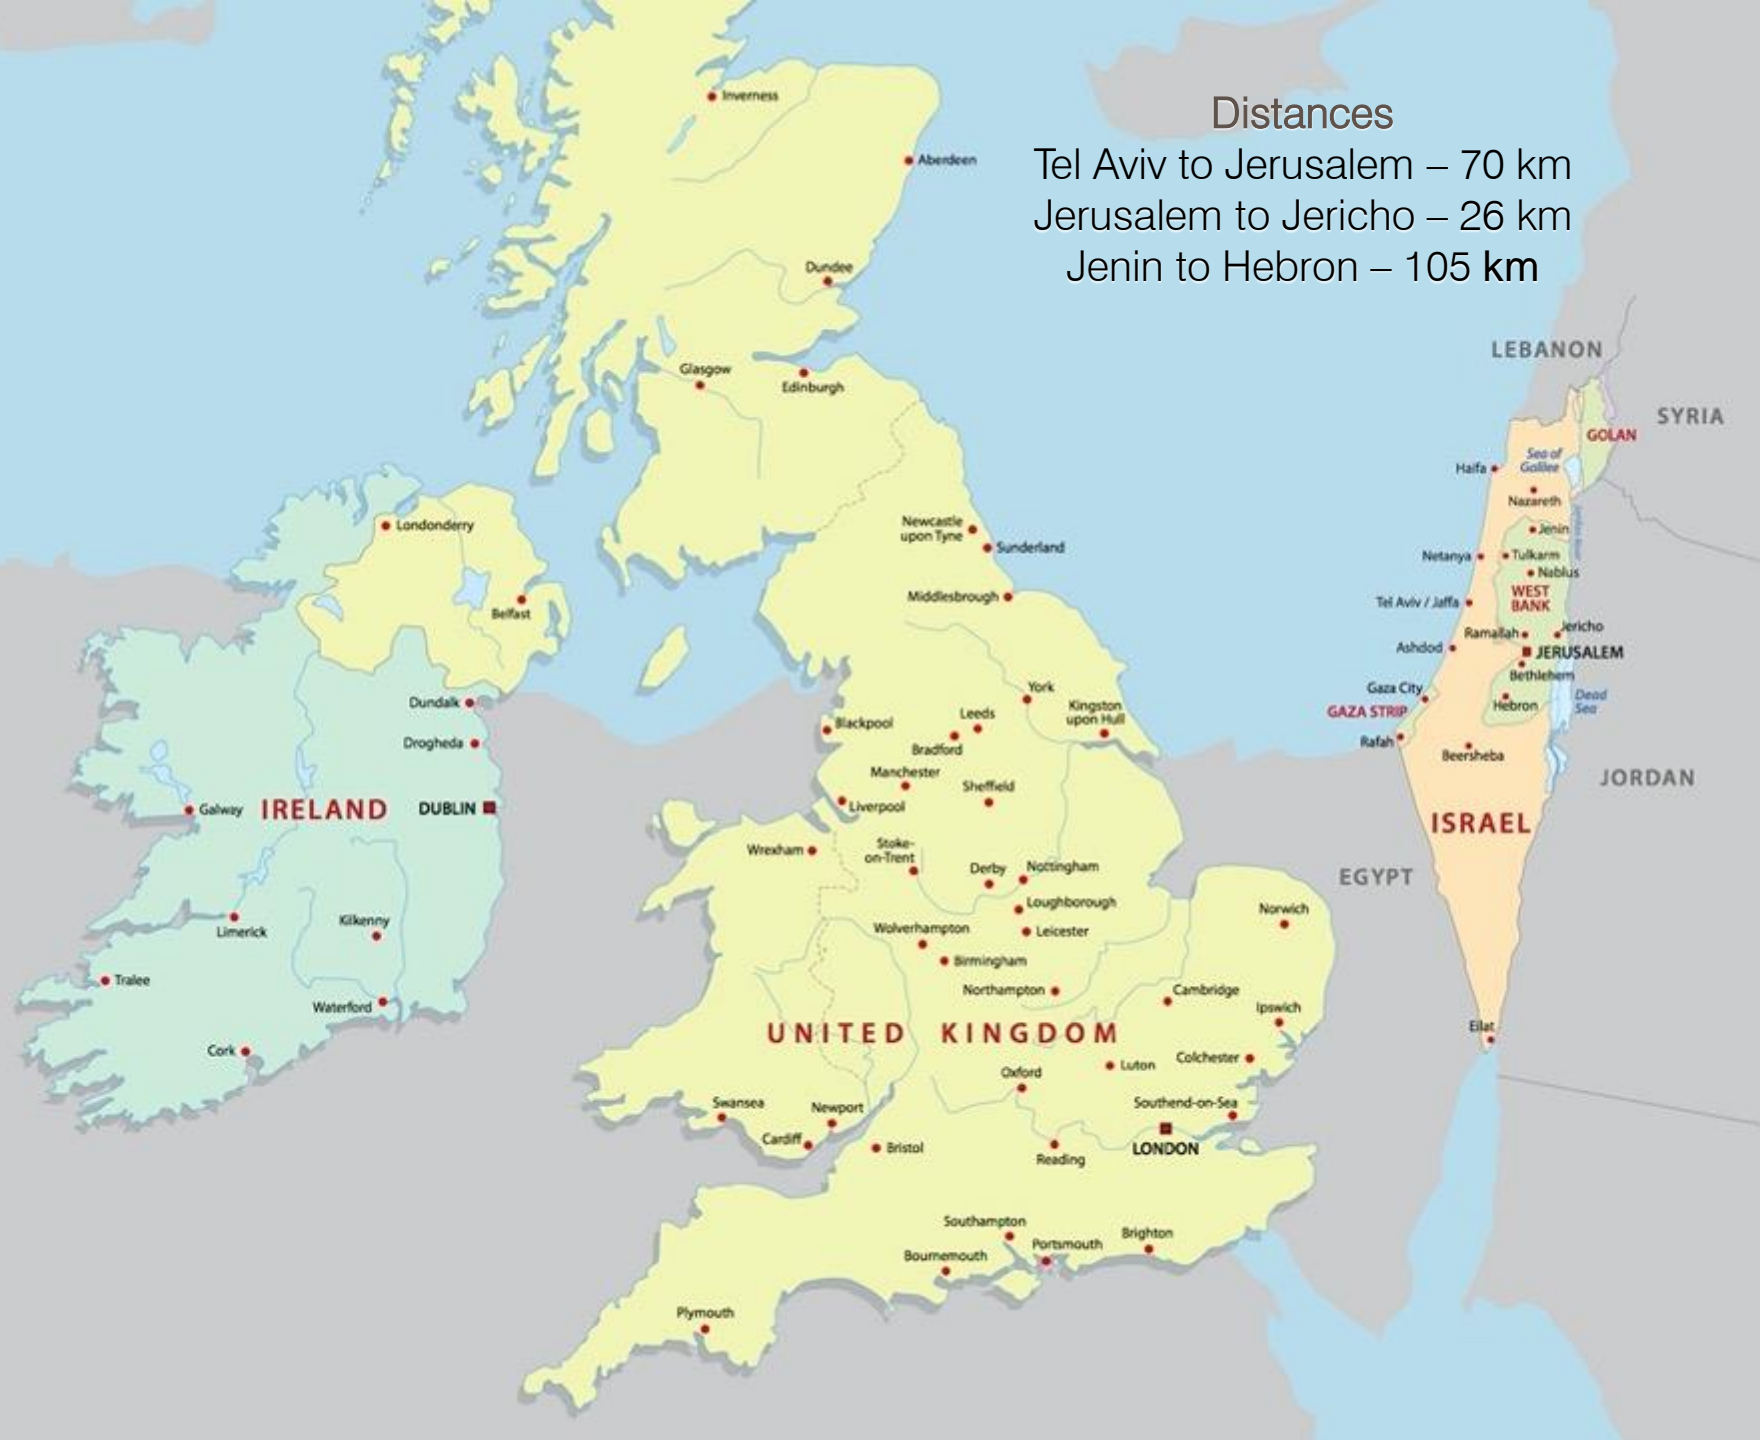 Distances
Tel Aviv to Jerusalem – 70 km
Jerusalem to Jericho – 26 km
Jenin to Hebron – 105 km
Inverness
Aberdeen
Dundee
Glasgow
Edinburgh
LEBANON
SYRIA
GOLAN
Sea of
Galilee
Haifa
Nazareth
Londonderry
Newcastle
upon Tyne
Sunderland
Jenin
Netanya
Tulkarm
Nablus
WEST
BANK
Middlesbrough
Belfast
Tel Aviv / Jaffa
Ramallah
Jericho
Ashdod
JERUSALEM
Bethlehem
Gaza City
Dead
Sea
GAZA STRIP
Hebron
Rafah
Beersheba
JORDAN
ISRAEL
EGYPT
Eilat
Dundalk
Drogheda
York
Kingston
upon Hull
Leeds
Blackpool
Bradford
Manchester
Sheffield
Liverpool
Galway
IRELAND
DUBLIN
Wrexham
Stoke-
on-Trent
Derby
Nottingham
Loughborough
Norwich
Limerick
Kilkenny
Wolverhampton
Leicester
Birmingham
Tralee
Northampton
Cambridge
Ipswich
Waterford
UNITED KINGDOM
Cork
Luton
Colchester
Oxford
Swansea
Newport
Southend-on-Sea
Cardiff
Bristol
LONDON
Reading
Southampton
Portsmouth
Brighton
Bournemouth
Plymouth